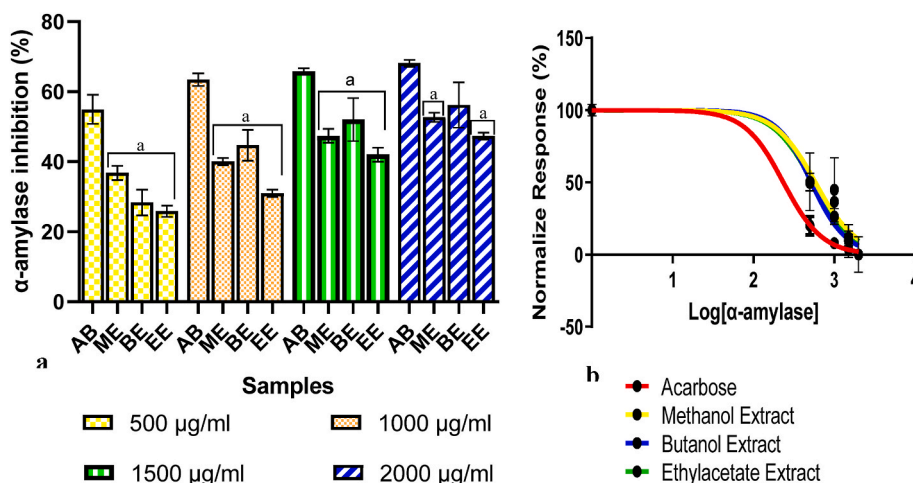 a
α-amylase inhibition (%)
80
60
40
20
0
a
a
a
a
a
AB
ME
BE
EE
AB
ME
BE
EE
AB
ME
BE
EE
AB
ME
BE
EE
Samples
500 µg/ml
1000 µg/ml
1500 µg/ml
2000 µg/ml
b
Normalize Response (%)
150
100
50
0
-50
1
2
3
4
Log[α-amylase]
Acarbose
Methanol Extract
Butanol Extract
Ethylacetate Extract